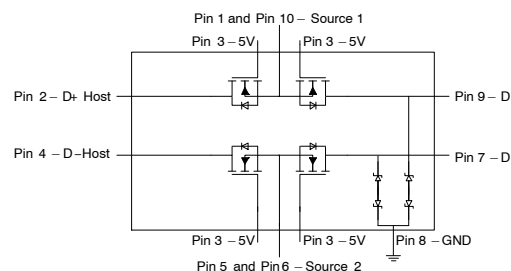 Pin 1 and Pin 10 – Source 1
Pin 3 – 5V Pin 3 – 5V
Pin 2 – D+ Host Pin 9 – D
Pin 4 – D–Host Pin 7 – D
Pin 3 – 5V Pin 3 – 5V Pin 8 – GND
Pin 5 and Pin 6 – Source 2